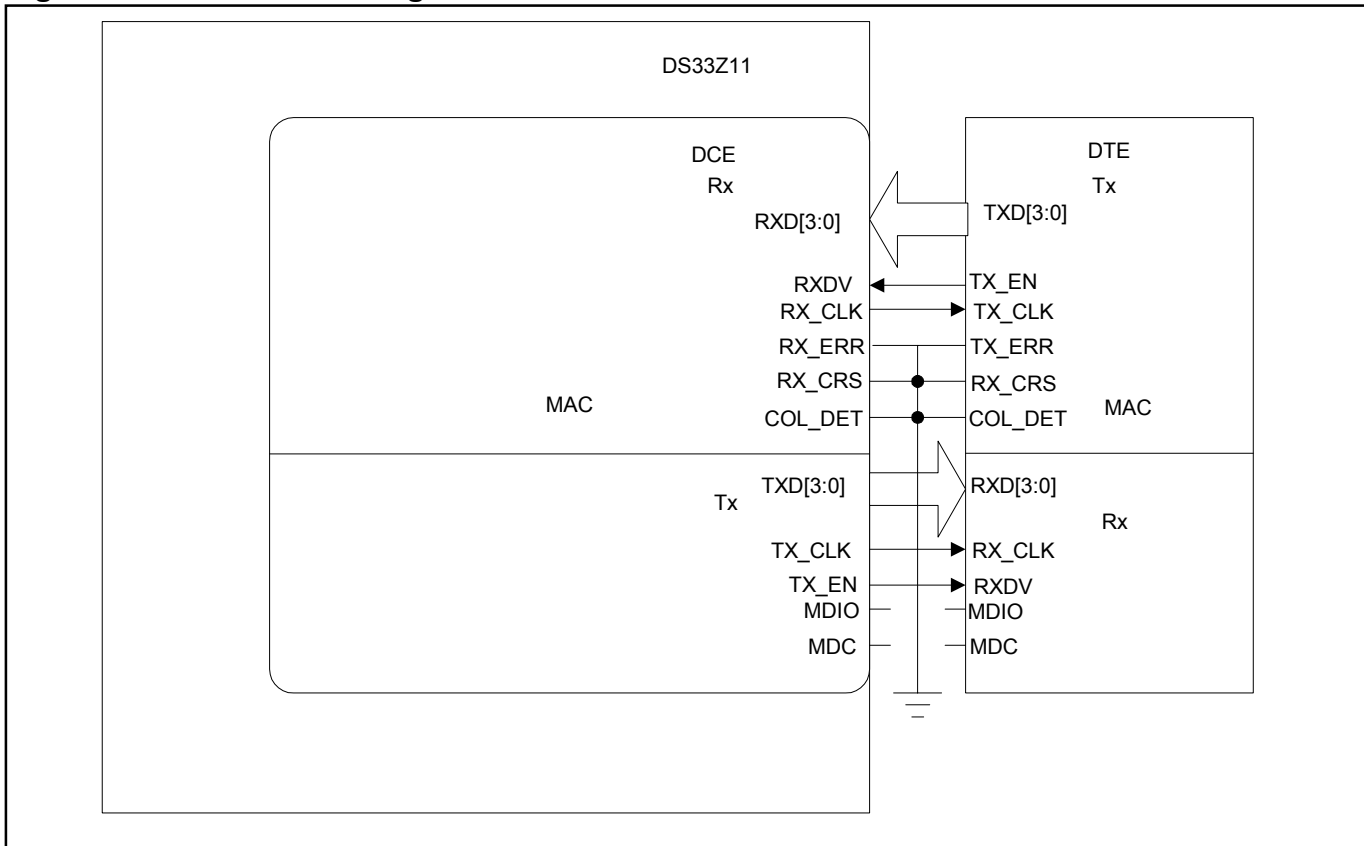 DS33Z11
DCE
Rx
RXD[3:0]
RXDV
RX_CLK
RX_ERR
RX_CRS
COL_DET
MAC
Tx
TXD[3:0]
TX_CLK
TX_EN
MDIO
MDC
DTE
Tx
TXD[3:0]
TX_EN
TX_CLK
TX_ERR
RX_CRS
COL_DET
MAC
RXD[3:0]
Rx
RX_CLK
RXDV
MDIO
MDC